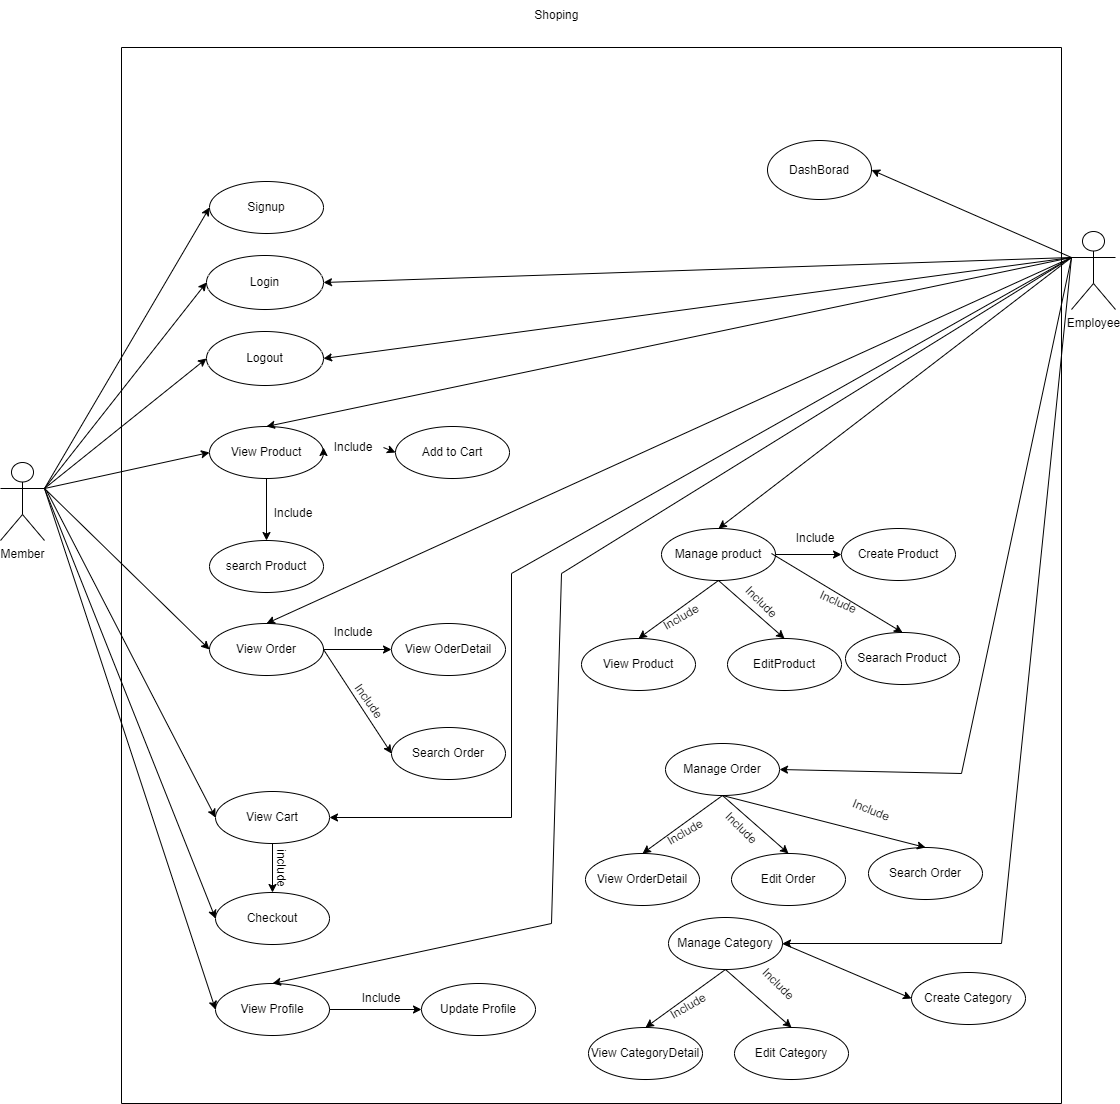 Shoping
DashBorad
Signup
Login
Logout
Employee
View Product
Include
Add to Cart
Include
Member
search Product
Manage product
Include
Create Product
Include
Include
Include
View Order
Include
View OderDetail
View Product
EditProduct
Searach Product
Include
Search Order
Manage Order
View Cart
Include
Include
Include
include
View OrderDetail
Edit Order
Search Order
Checkout
Manage Category
View Profile
Include
Update Profile
Include
Include
Create Category
View CategoryDetail
Edit Category